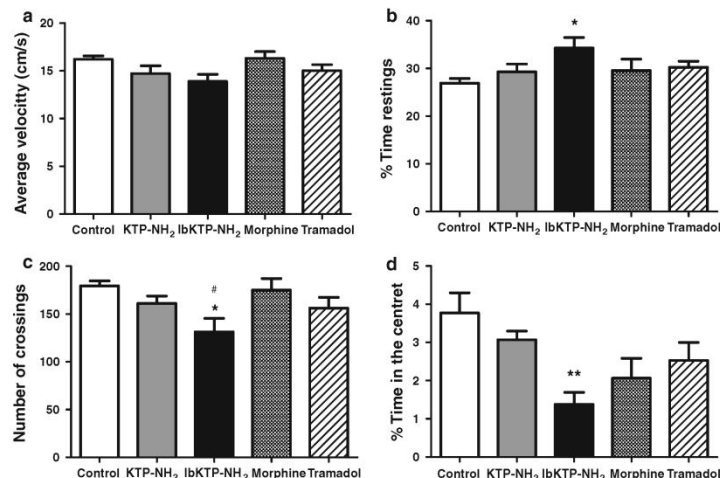 a
Average velocitty (cm/s)
20
15
10
5
0
Control KTP-NH₂ IbKTP-NH₂ Morphine Tramadol
b
% Time restings
40
30
20
10
0
*
Control KTP-NH₂ IbKTP-NH₂ Morphine Tramadol
c
Number of crossings
200
150
100
50
0
#
*
Control KTP-NH₂ IbKTP-NH₂ Morphine Tramadol
d
% Time in the centret
5
4
3
2
1
0
**
Control KTP-NH₂ IbKTP-NH₂ Morphine Tramadol